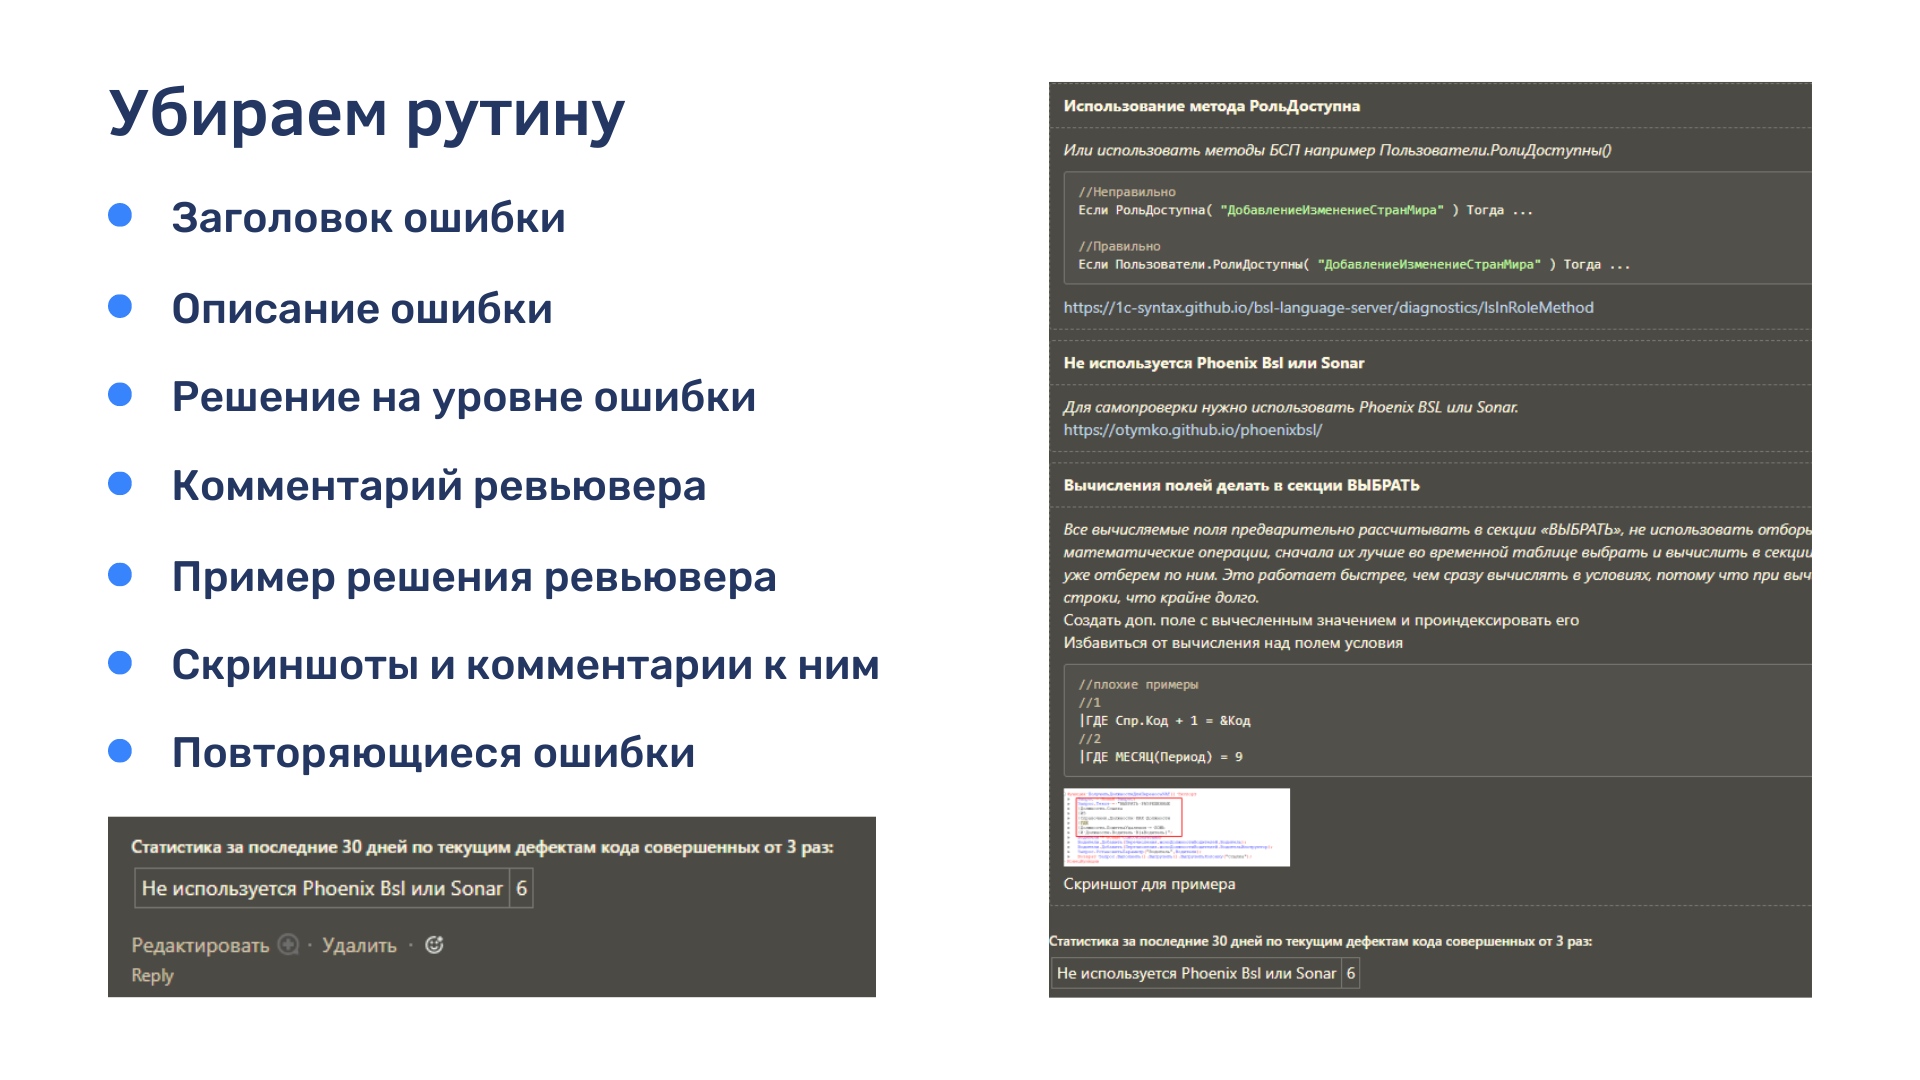 Убираем рутину
Заголовок ошибки
Описание ошибки
Решение на уровне ошибки
Комментарий ревьювера
Пример решения ревьювера
Скриншоты и комментарии к ним
Повторяющиеся ошибки
Статистика за последние 30 дней по текущим дефектам кода совершенных от 3 раз:
Не используется Phoenix Bsl или Sonar 6
Редактировать · Удалить ·
Reply
Использование метода РольДоступна
Или использовать методы БСП например Пользователи.РолиДоступны()
//Неправильно
Если РольДоступна( "ДобавлениеИзменениеСтранМира" ) Тогда ...
//Правильно
Если Пользователи.РолиДоступны( "ДобавлениеИзменениеСтранМира" ) Тогда ...
https://1c-syntax.github.io/bsl-language-server/diagnostics/IsInRoleMethod
Не используется Phoenix Bsl или Sonar
Для самопроверки нужно использовать Phoenix BSL или Sonar.
https://otymko.github.io/phoenixbsl/
Вычисления полей делать в секции ВЫБРАТЬ
Все вычисляемые поля предварительно рассчитывать в секции «ВЫБРАТЬ», не использовать отборы
математические операции, сначала их лучше во временной таблице выбрать и вычислить в секции
уже отберем по ним. Это работает быстрее, чем сразу вычислять в условиях, потому что при выч
строки, что крайне долго.
Создать доп. поле с вычесленным значением и проиндексировать его
Избавиться от вычисления над полем условия
//плохие примеры
//1
|ГДЕ Спр.Код + 1 = &Код
//2
|ГДЕ МЕСЯЦ(Период) = 9
Скриншот для примера
Статистика за последние 30 дней по текущим дефектам кода совершенных от 3 раз:
Не используется Phoenix Bsl или Sonar 6